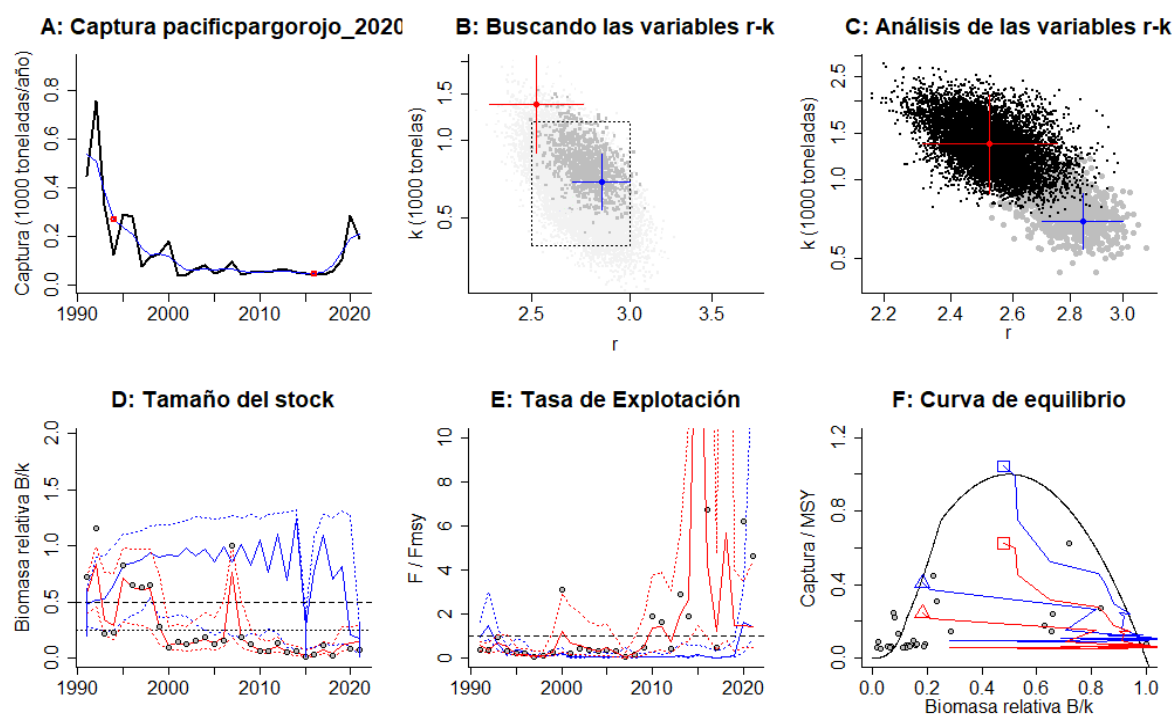 A: Captura pacificpargorojo_202(
B: Buscando las variables r-k
C: Análisis de las variables r-k
Captura (1000 toneladas/año)
0.0 0.2 0.4 0.6 0.8
1990 2000 2010 2020
k (1000 tonelas)
0.5 1.0 1.5
2.5 3.0 3.5
r
k (1000 toneladas)
0.5 1.0 1.5 2.5
2.2 2.4 2.6 2.8 3.0
r
D: Tamaño del stock
E: Tasa de Explotación
F: Curva de equilibrio
Biomasa relativa B/k
0.0 0.5 1.0 1.5 2.0
1990 2000 2010 2020
F / Fmsy
0 2 4 6 8 10
1990 2000 2010 2020
Captura / MSY
0.0 0.4 0.8 1.2
0.0 0.2 0.4 0.6 0.8 1.0
Biomasa relativa B/k